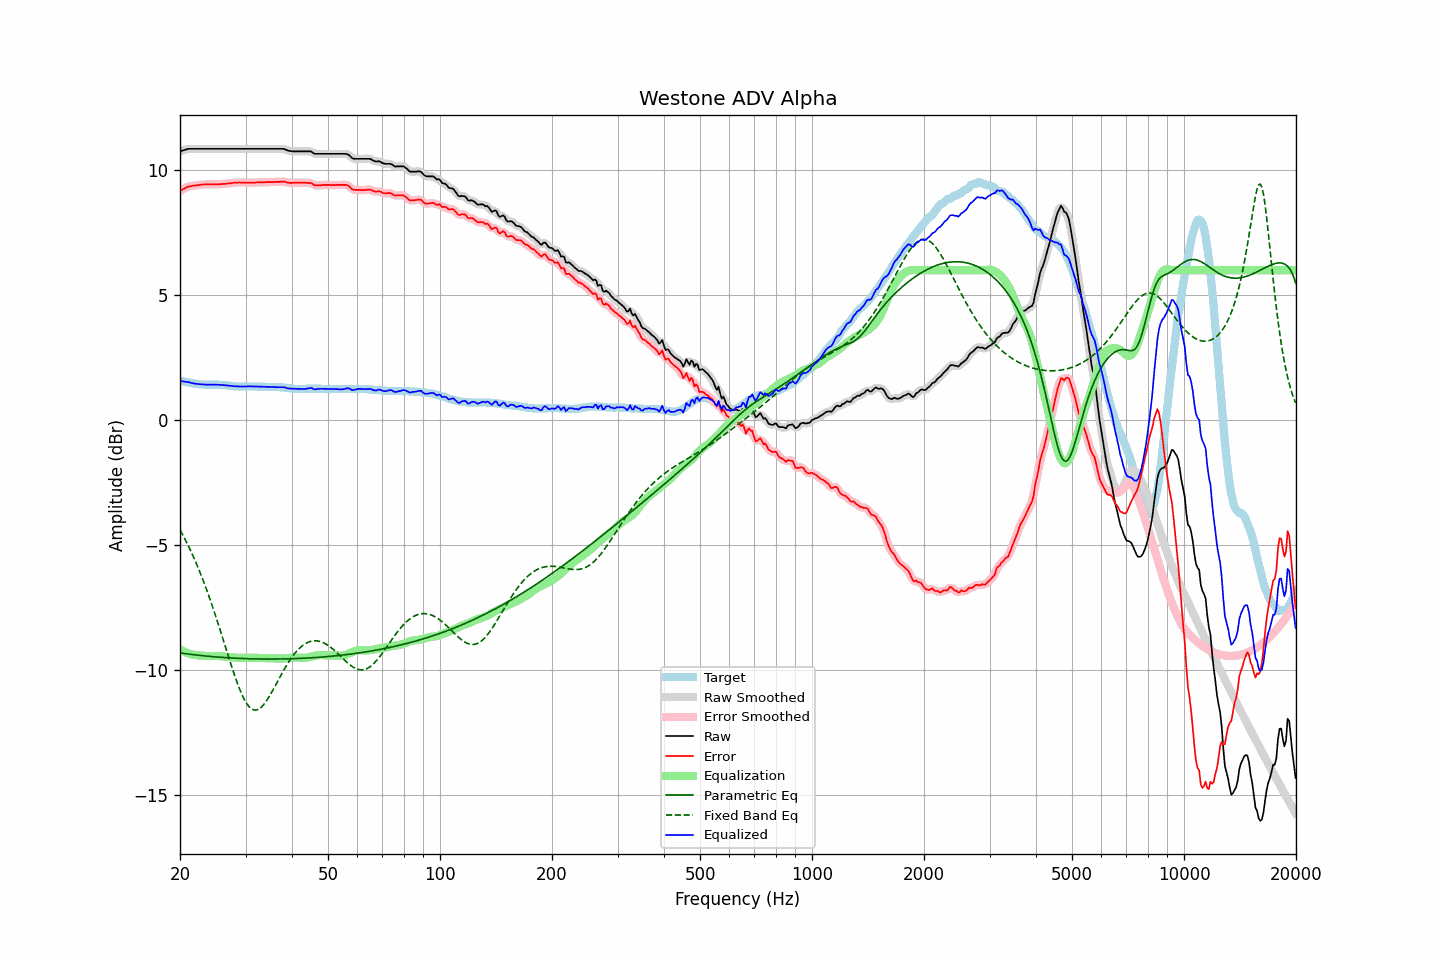 Westone ADV Alpha
Amplitude (dBr)
10
5
0
−5
−10
−15
Target
Raw Smoothed
Error Smoothed
Raw
Error
Equalization
Parametric Eq
Fixed Band Eq
Equalized
20 50 100 200 500 1000 2000 5000 10000 20000
Frequency (Hz)